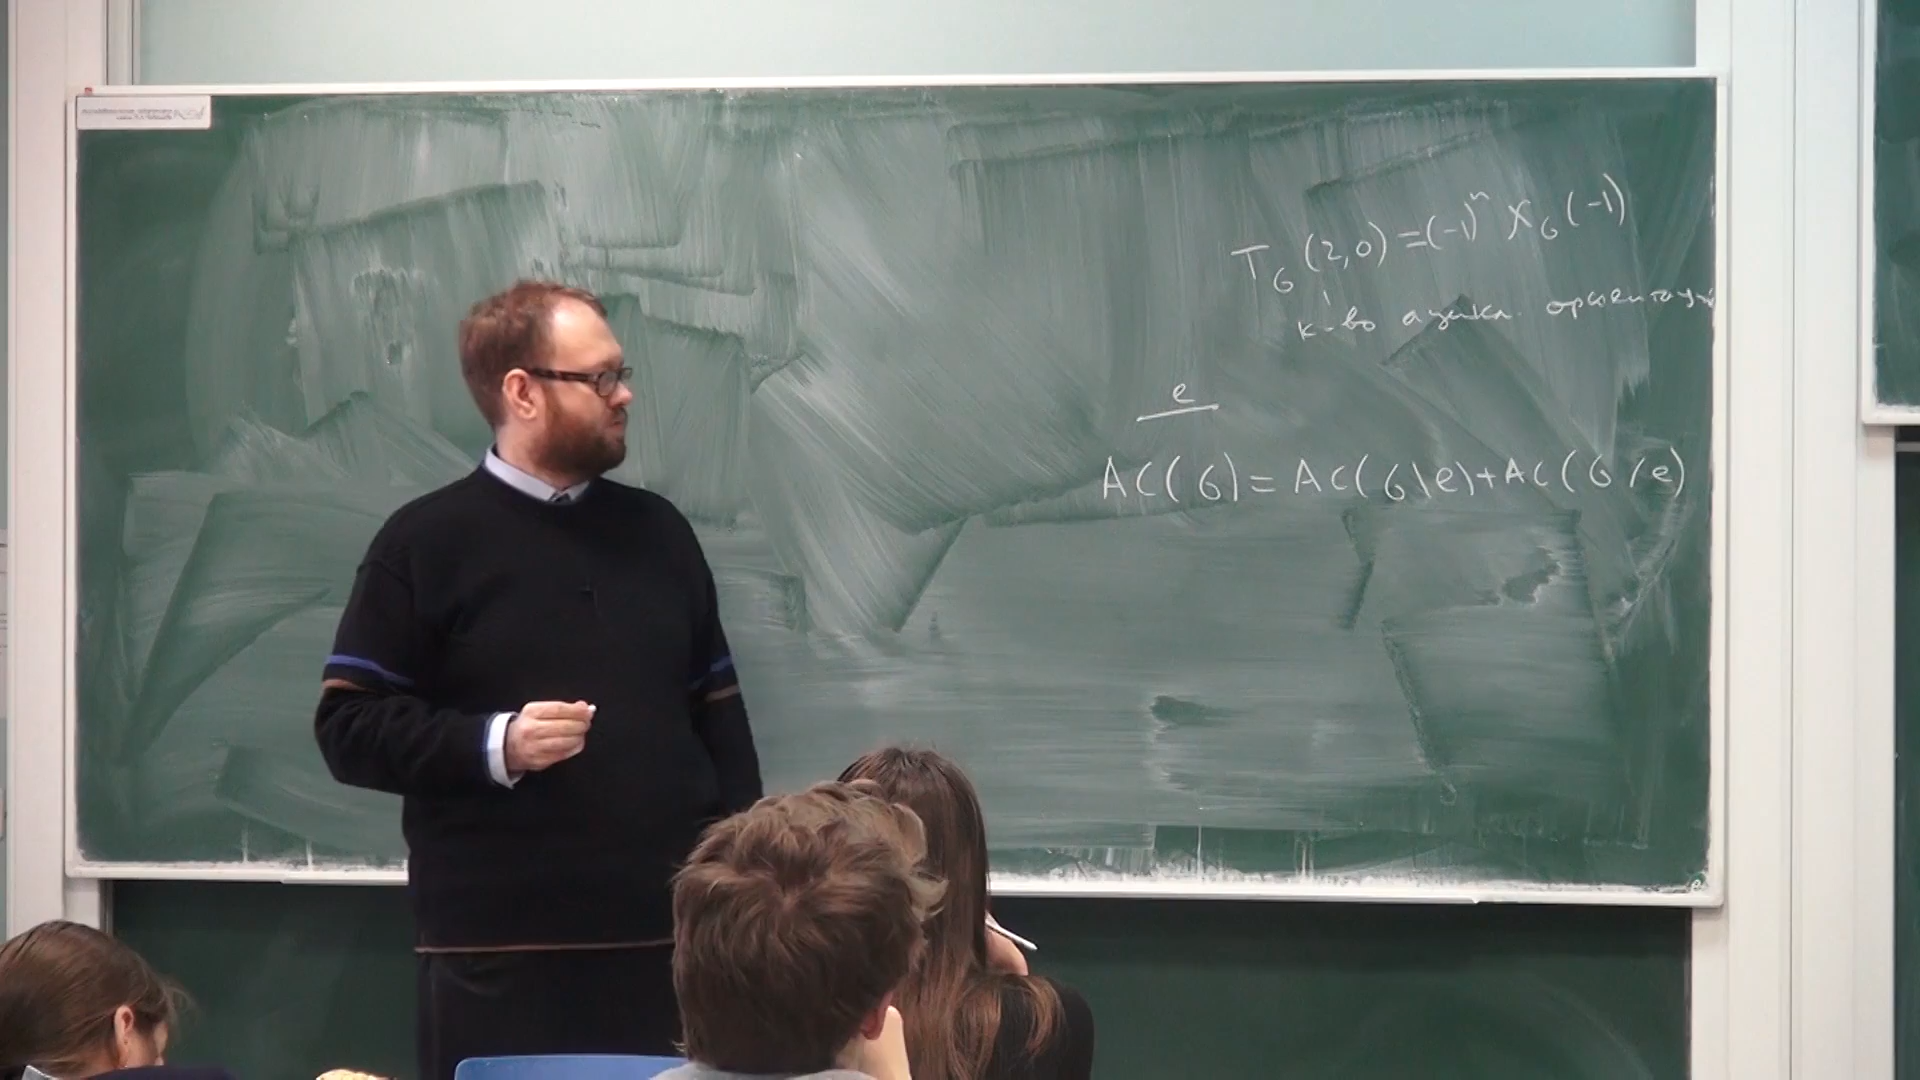 T_G(2,0)=(-1)^n χ_G(-1)
к-во ацикл. ориентаций
e
AC(G)=AC(G\e)+AC(G/e)